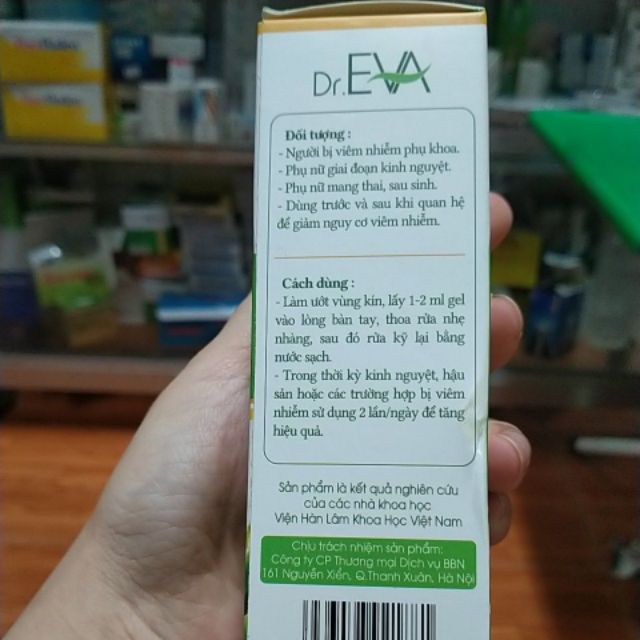 Dr.EVA
Đối tượng :
- Người bị viêm nhiễm phụ khoa.
- Phụ nữ giai đoạn kinh nguyệt.
- Phụ nữ mang thai, sau sinh.
- Dùng trước và sau khi quan hệ
để giảm nguy cơ viêm nhiễm.
Cách dùng :
- Làm ướt vùng kín, lấy 1-2 ml gel
vào lòng bàn tay, thoa rửa nhẹ
nhàng, sau đó rửa kỹ lại bằng
nước sạch.
- Trong thời kỳ kinh nguyệt, hậu
sản hoặc các trường hợp bị viêm
nhiễm sử dụng 2 lần/ngày để tăng
hiệu quả.
Sản phẩm là kết quả nghiên cứu
của các nhà khoa học
Viện Hàn Lâm Khoa Học Việt Nam
Chịu trách nhiệm sản phẩm:
Công ty CP Thương mại Dịch vụ BBN
161 Nguyễn Xiển, Q.Thanh Xuân, Hà Nội